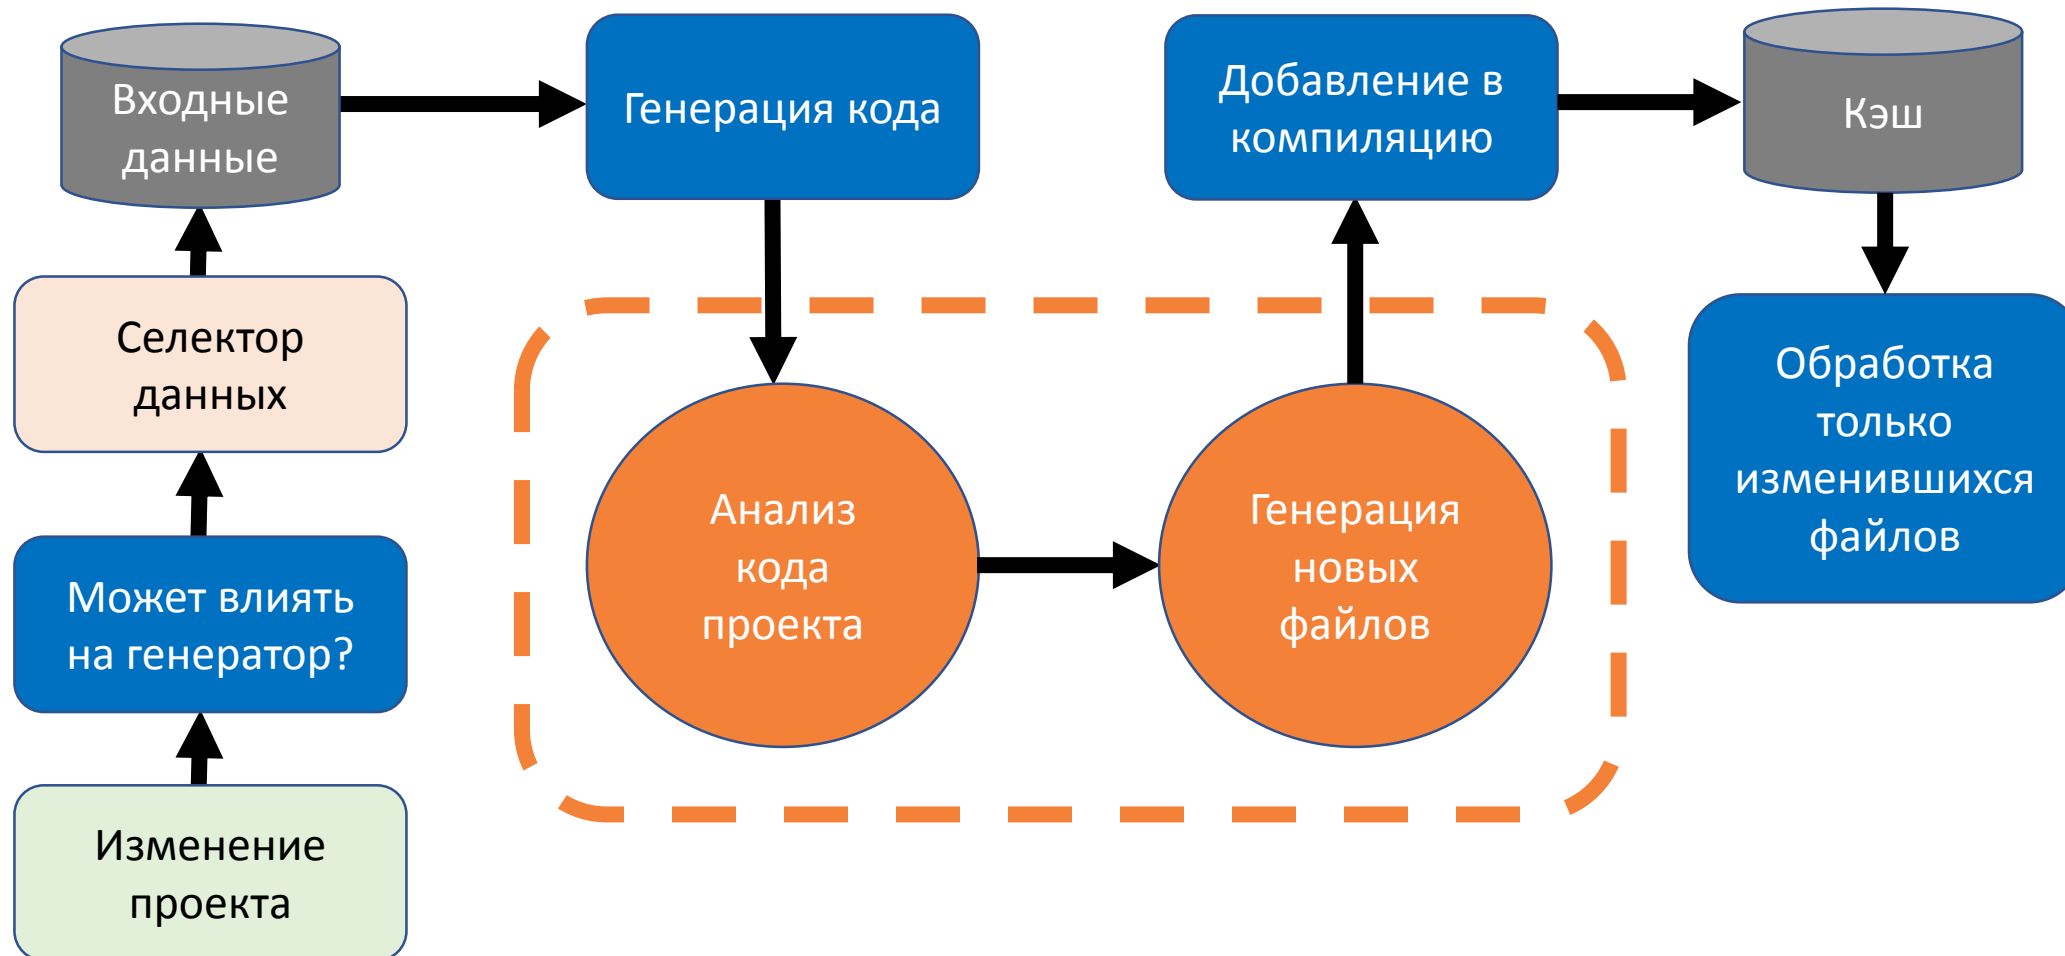 Входные
данные
Генерация кода
Добавление в
компиляцию
Кэш
Селектор
данных
Обработка
только
изменившихся
файлов
Анализ
кода
проекта
Генерация
новых
файлов
Может влиять
на генератор?
Изменение
проекта